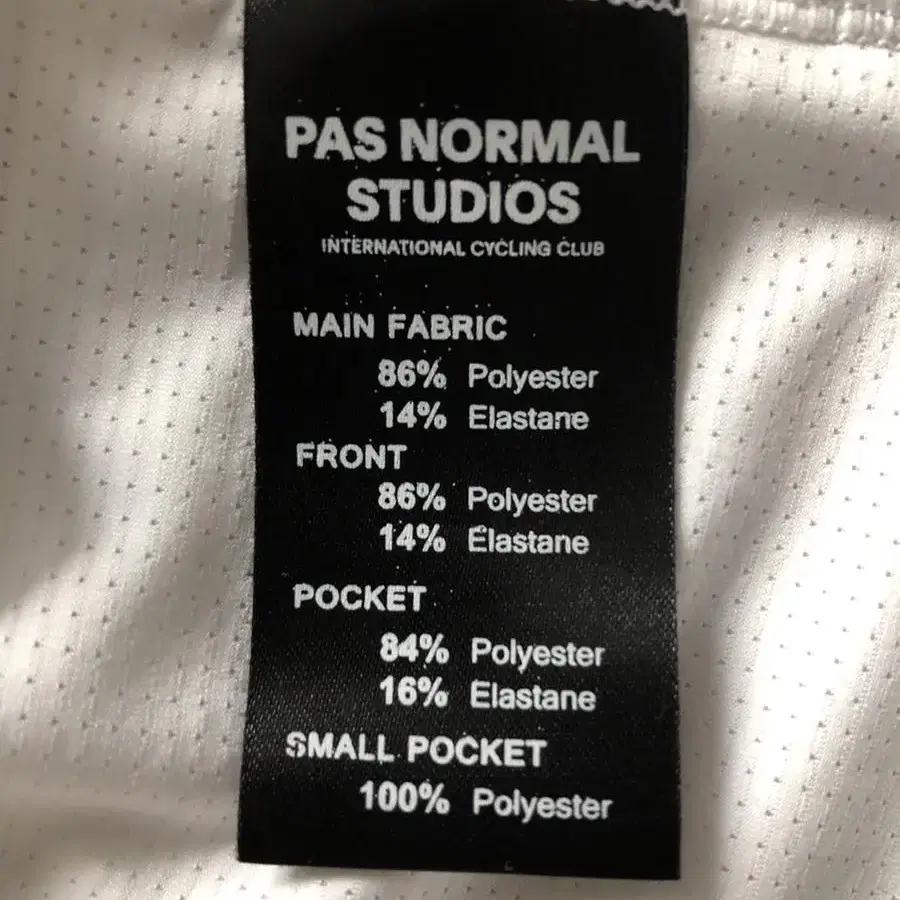 PAS NORMAL
STUDIOS
INTERNATIONAL CYCLING CLUB
MAIN FABRIC
86% Polyester
14% Elastane
FRONT
86% Polyester
14% Elastane
POCKET
84% Polyester
16% Elastane
SMALL POCKET
100% Polyester